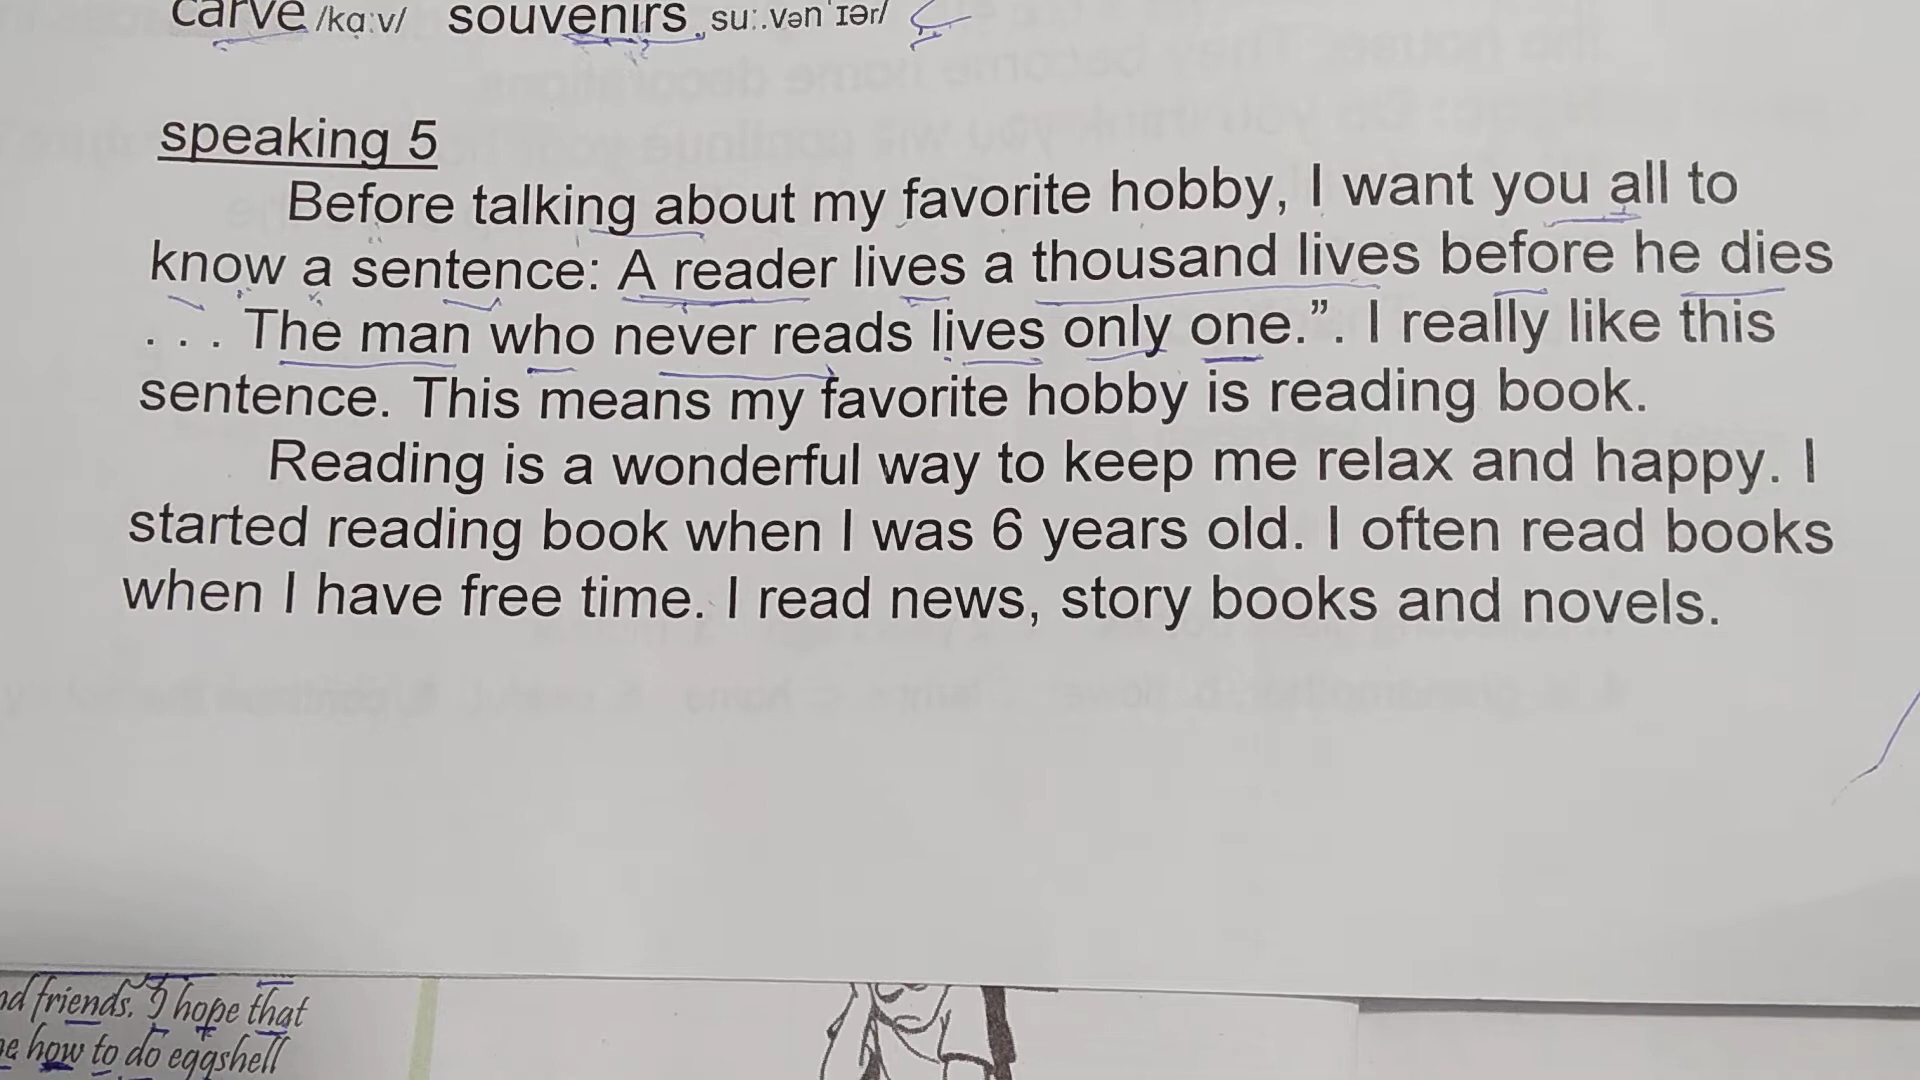 carve /kɑːv/ souvenirs suː.vənˈɪər/
speaking 5
Before talking about my favorite hobby, I want you all to
know a sentence: A reader lives a thousand lives before he dies
. . . The man who never reads lives only one.”. I really like this
sentence. This means my favorite hobby is reading book.
Reading is a wonderful way to keep me relax and happy. I
started reading book when I was 6 years old. I often read books
when I have free time. I read news, story books and novels.
friends. I hope that
how to do eggshell